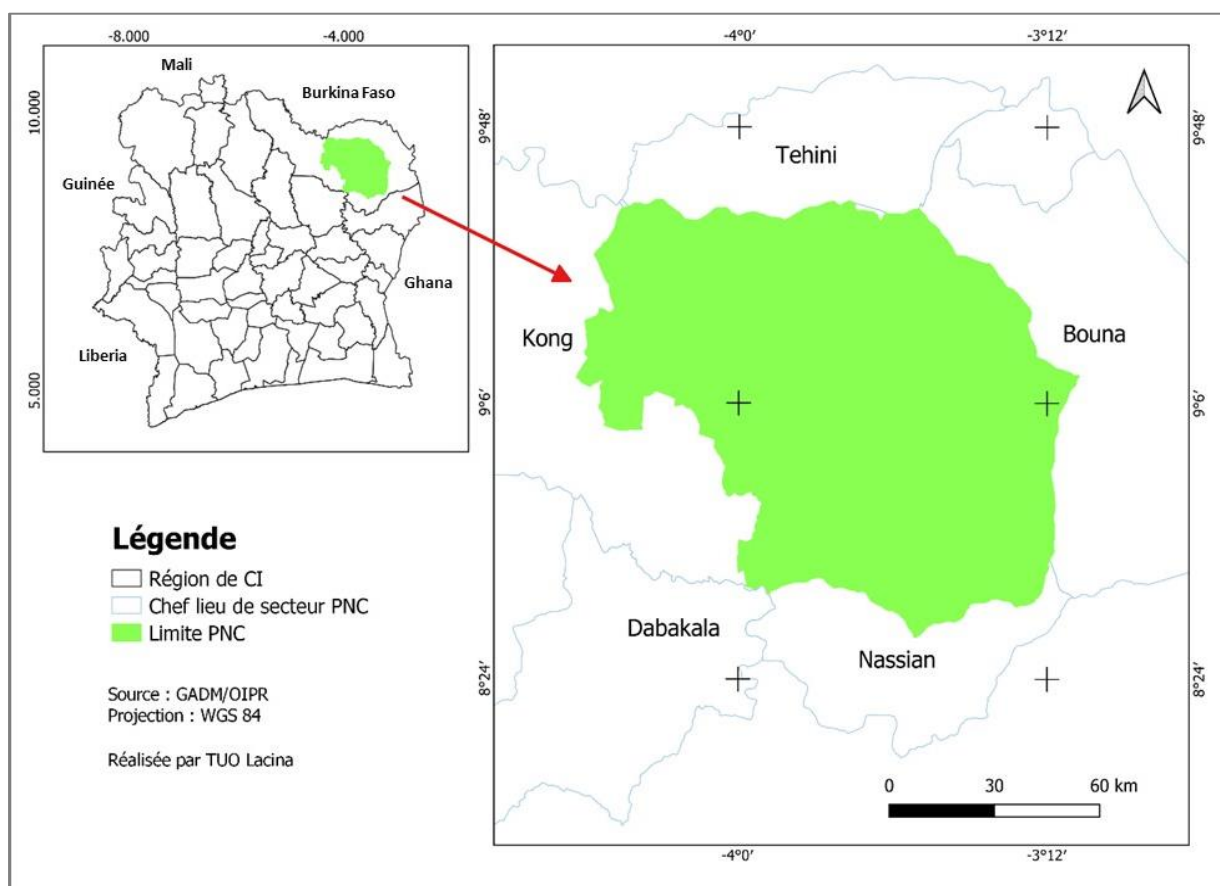 -8.000
-4.000
Mali
Burkina Faso
10.000
Guinée
Ghana
Liberia
5.000
-4°0'
-3°12'
9°48'
9°48'
Tehini
Kong
Bouna
9°6'
9°6'
Dabakala
Nassian
8°24'
8°24'
0 30 60 km
-4°0'
-3°12'
Légende
Région de CI
Chef lieu de secteur PNC
Limite PNC
Source : GADM/OIPR
Projection : WGS 84
Réalisée par TUO Lacina